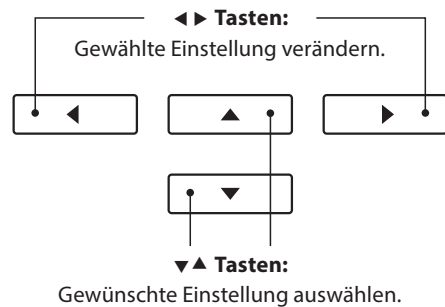 ◀ ▶ Tasten:
Gewählte Einstellung verändern.
▼▲ Tasten:
Gewünschte Einstellung auswählen.